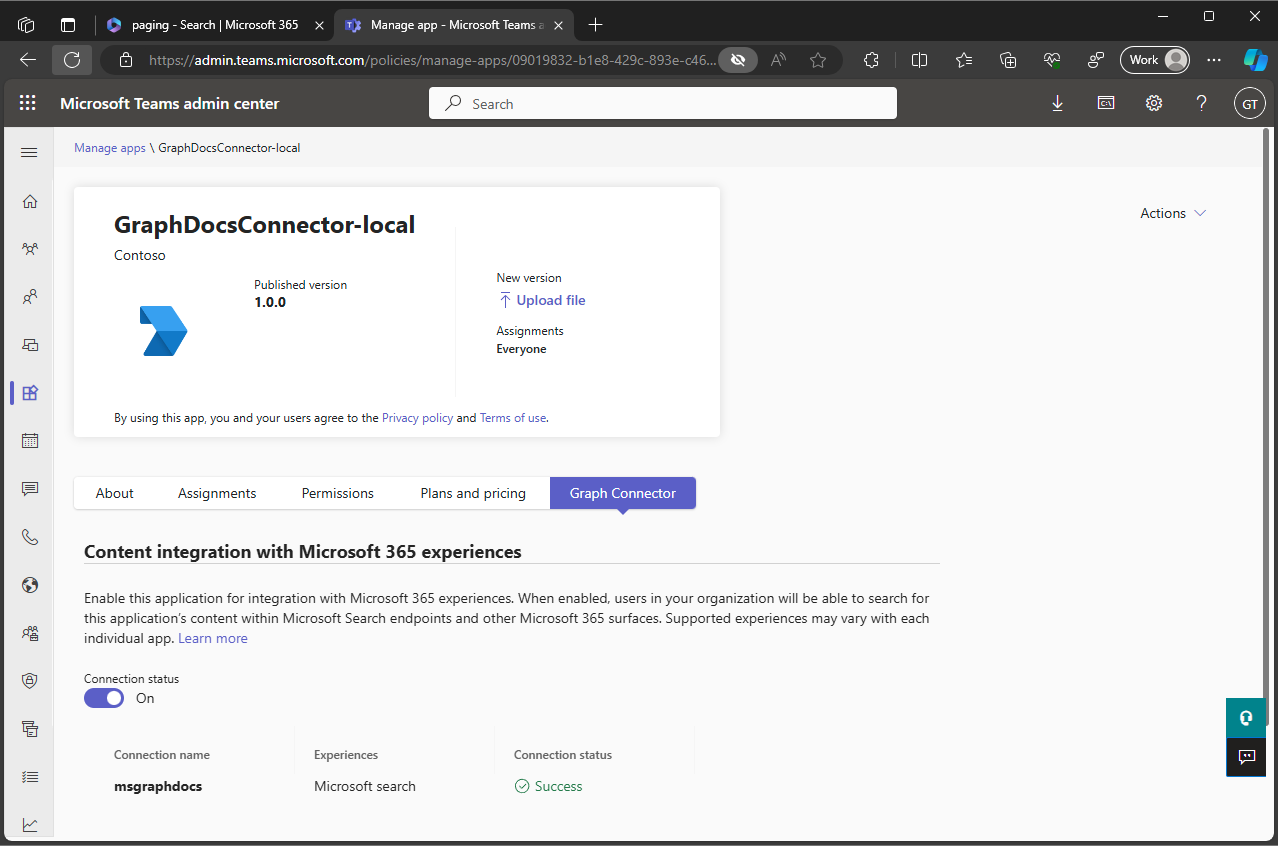 paging - Search | Microsoft 365
Manage app - Microsoft Teams a
https://admin.teams.microsoft.com/policies/manage-apps/09019832-b1e8-429c-893e-c46...
Work
Microsoft Teams admin center
Search
GT
Manage apps \ GraphDocsConnector-local
GraphDocsConnector-local
Contoso
Published version
1.0.0
New version
Upload file
Assignments
Everyone
By using this app, you and your users agree to the Privacy policy and Terms of use.
Actions
About
Assignments
Permissions
Plans and pricing
Graph Connector
Content integration with Microsoft 365 experiences
Enable this application for integration with Microsoft 365 experiences. When enabled, users in your organization will be able to search for
this application's content within Microsoft Search endpoints and other Microsoft 365 surfaces. Supported experiences may vary with each
individual app. Learn more
Connection status
On
Connection name
Experiences
Connection status
msgraphdocs
Microsoft search
Success